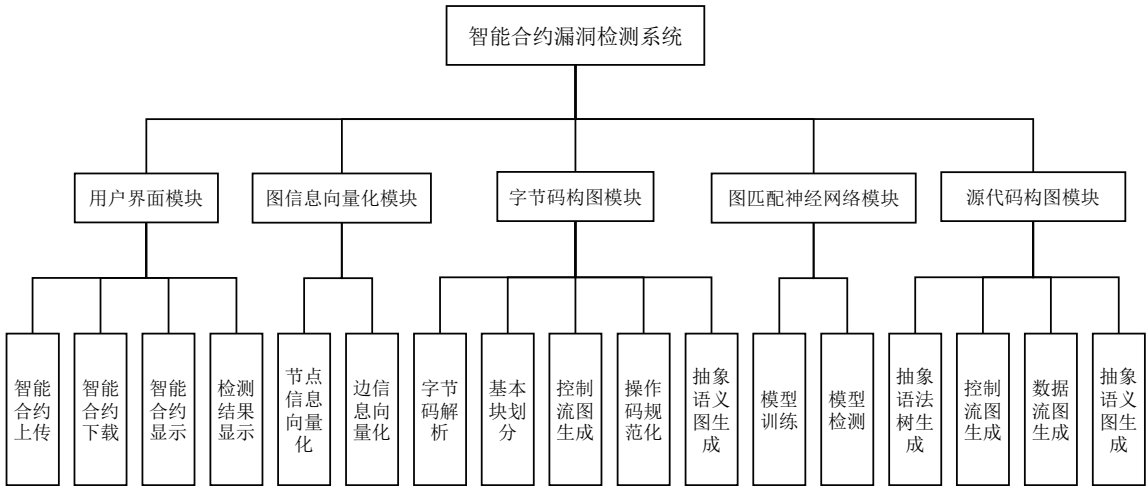 智能合约漏洞检测系统
用户界面模块
图信息向量化模块
字节码构图模块
图匹配神经网络模块
源代码构图模块
智能
合约
上传
智能
合约
下载
智能
合约
显示
检测
结果
显示
节点
信息
向量
化
边信
息向
量化
字节
码解
析
基本
块划
分
控制
流图
生成
操作
码规
范化
抽象
语义
图生
成
模型
训练
模型
检测
抽象
语法
树生
成
控制
流图
生成
数据
流图
生成
抽象
语义
图生
成